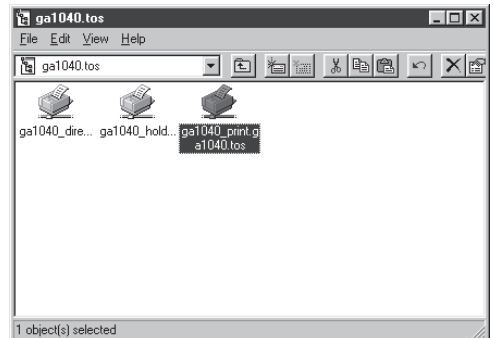 ga1040.tos
File Edit View Help
ga1040.tos
ga1040_dire... ga1040_hold... ga1040_print.g
a1040.tos
1 object(s) selected